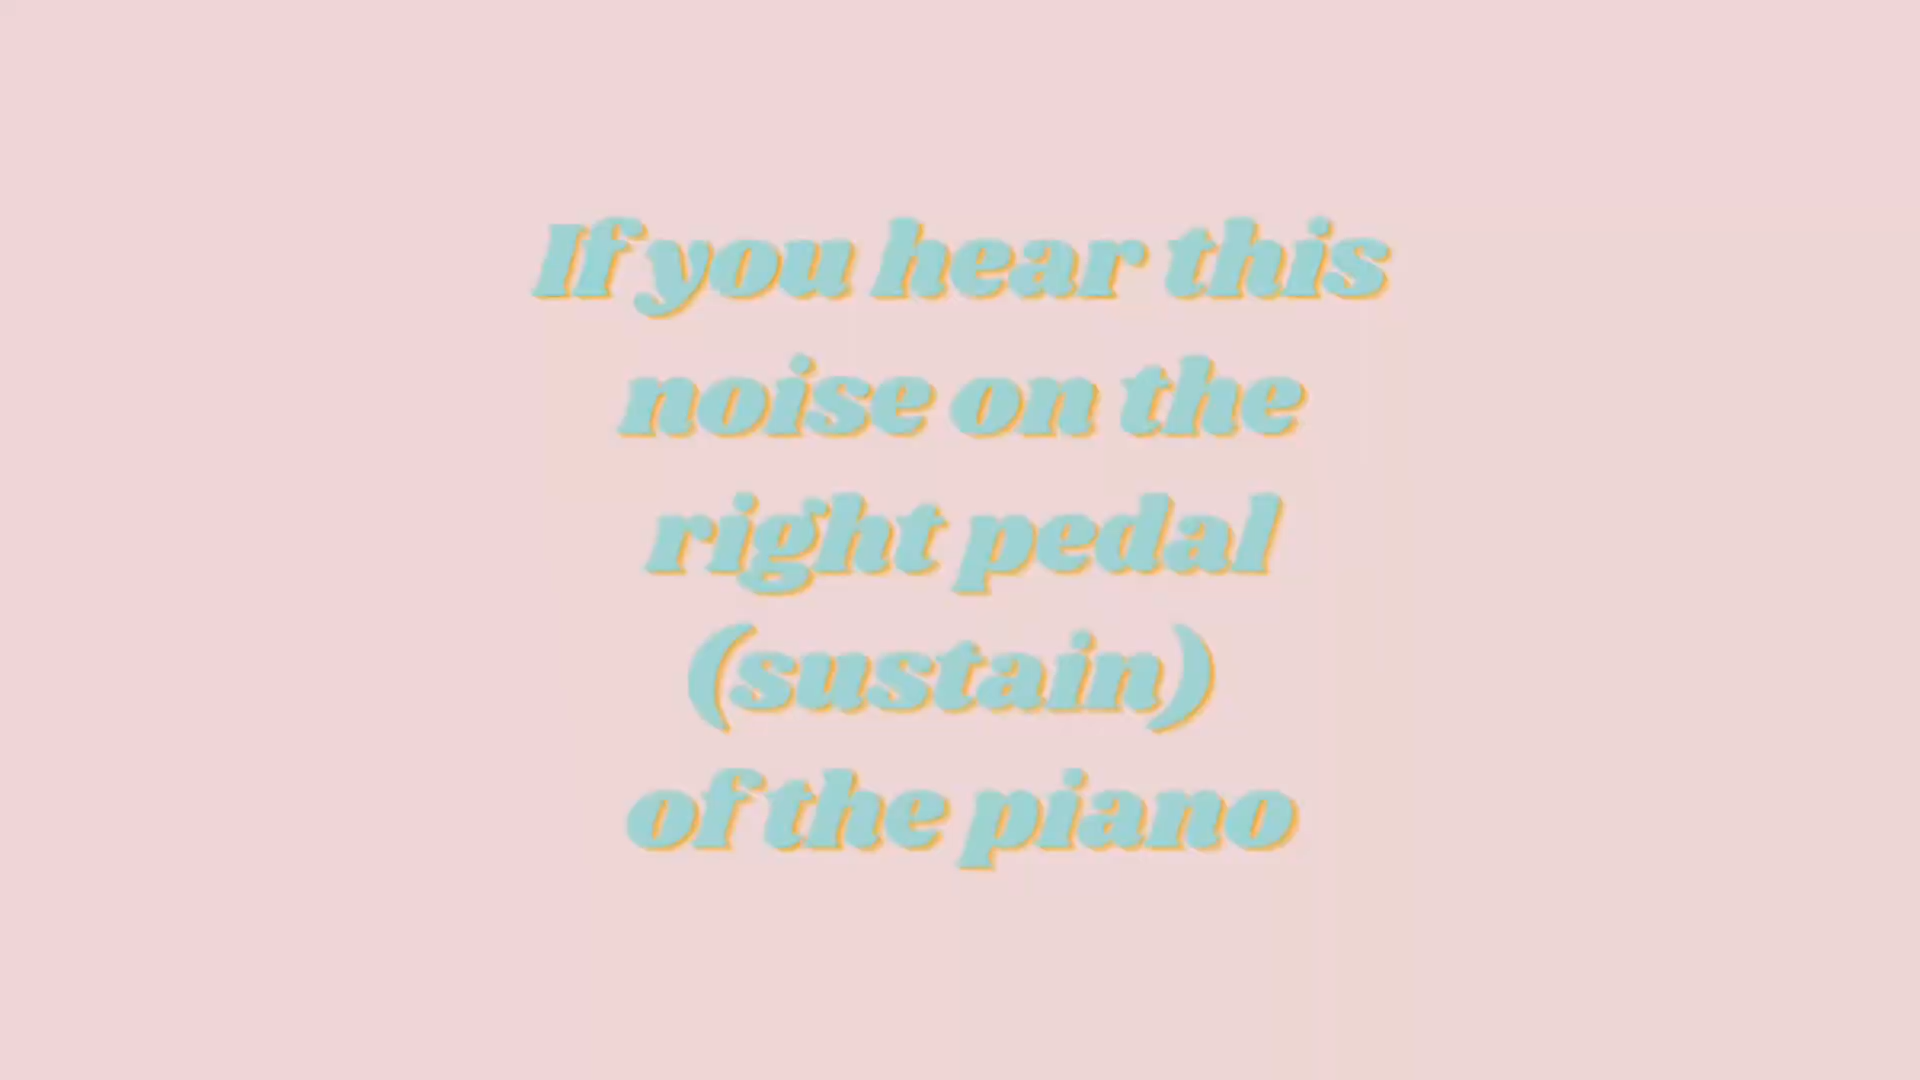 If you hear this
noise on the
right pedal
(sustain)
of the piano